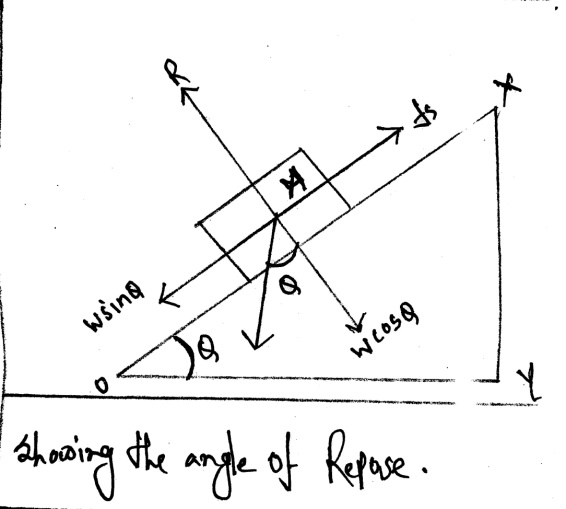 R
fs
X
A
Wsinθ
θ
θ
Wcosθ
O
Y
Showing the angle of Repose.